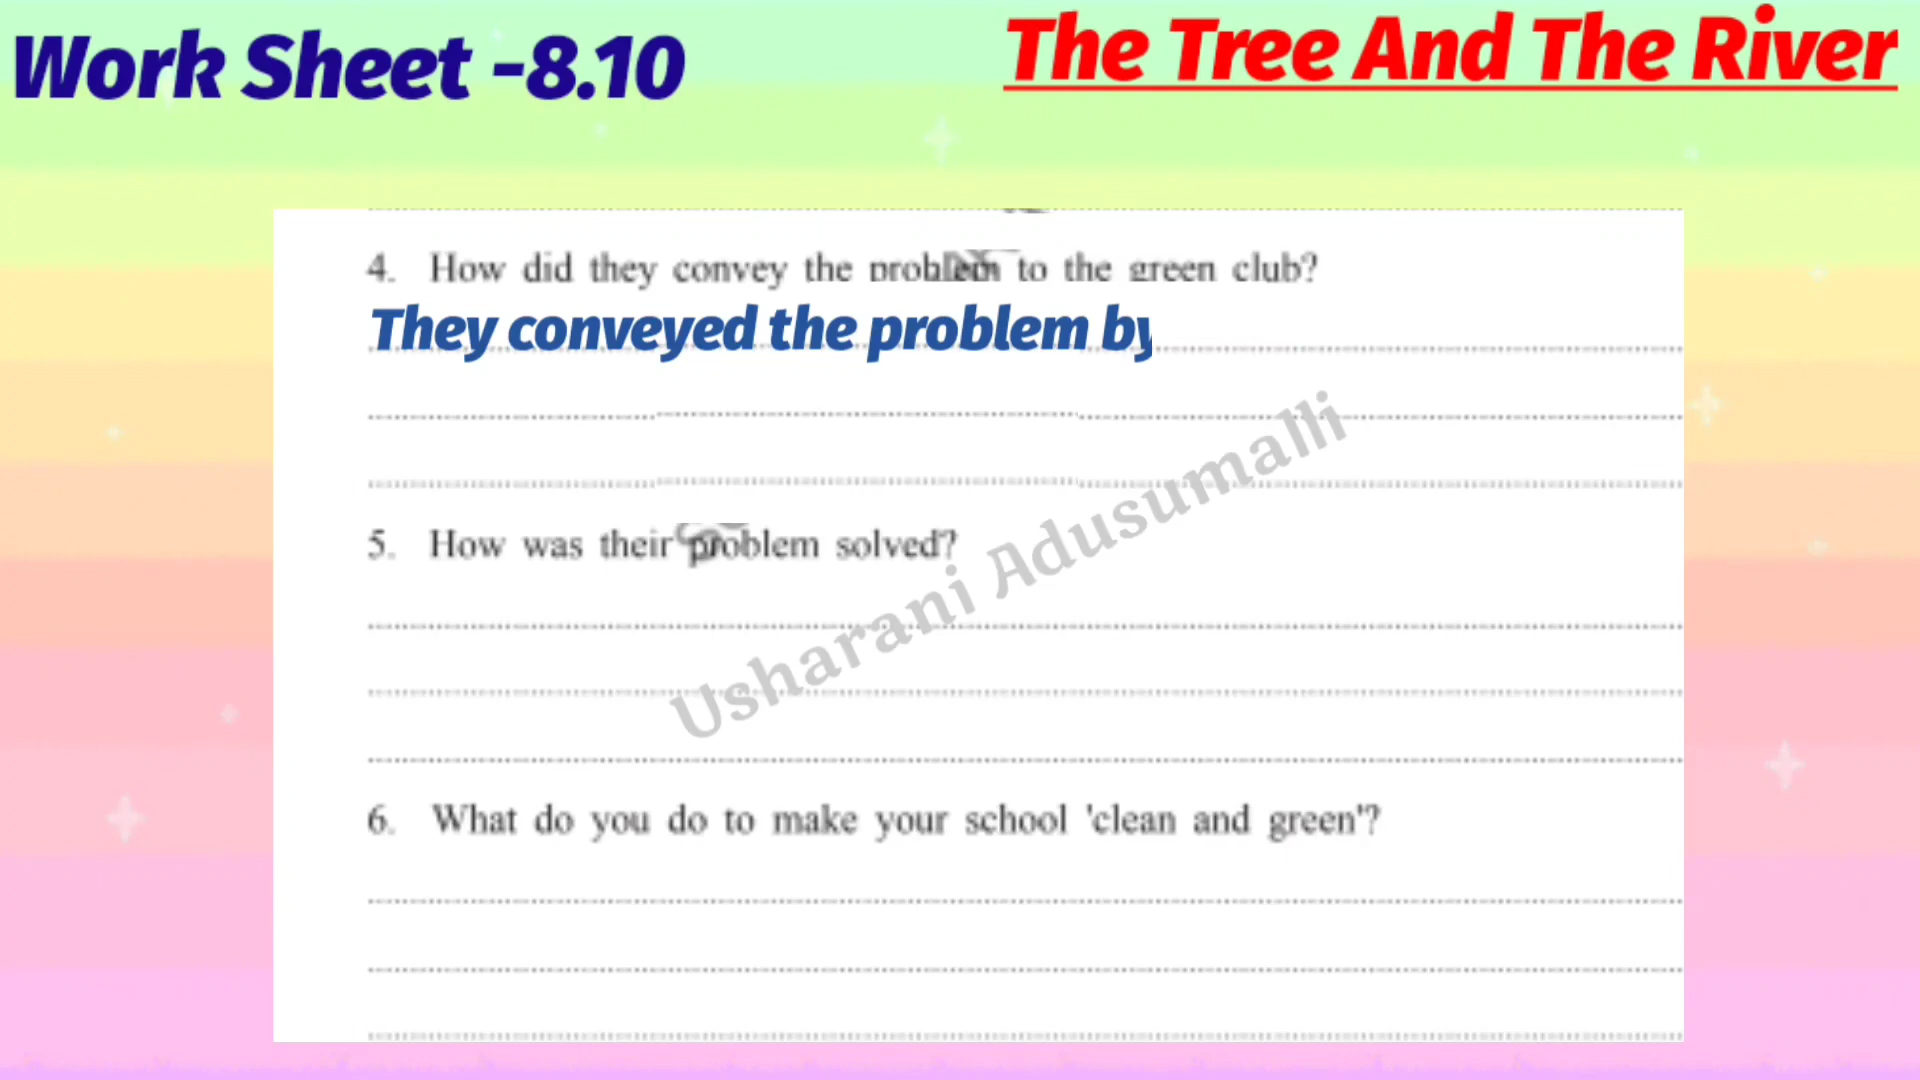 Work Sheet -8.10
The Tree And The River
4. How did they convey the problem to the green club?
They conveyed the problem by
5. How was their problem solved?
Usharani Adusumalli
6. What do you do to make your school 'clean and green'?